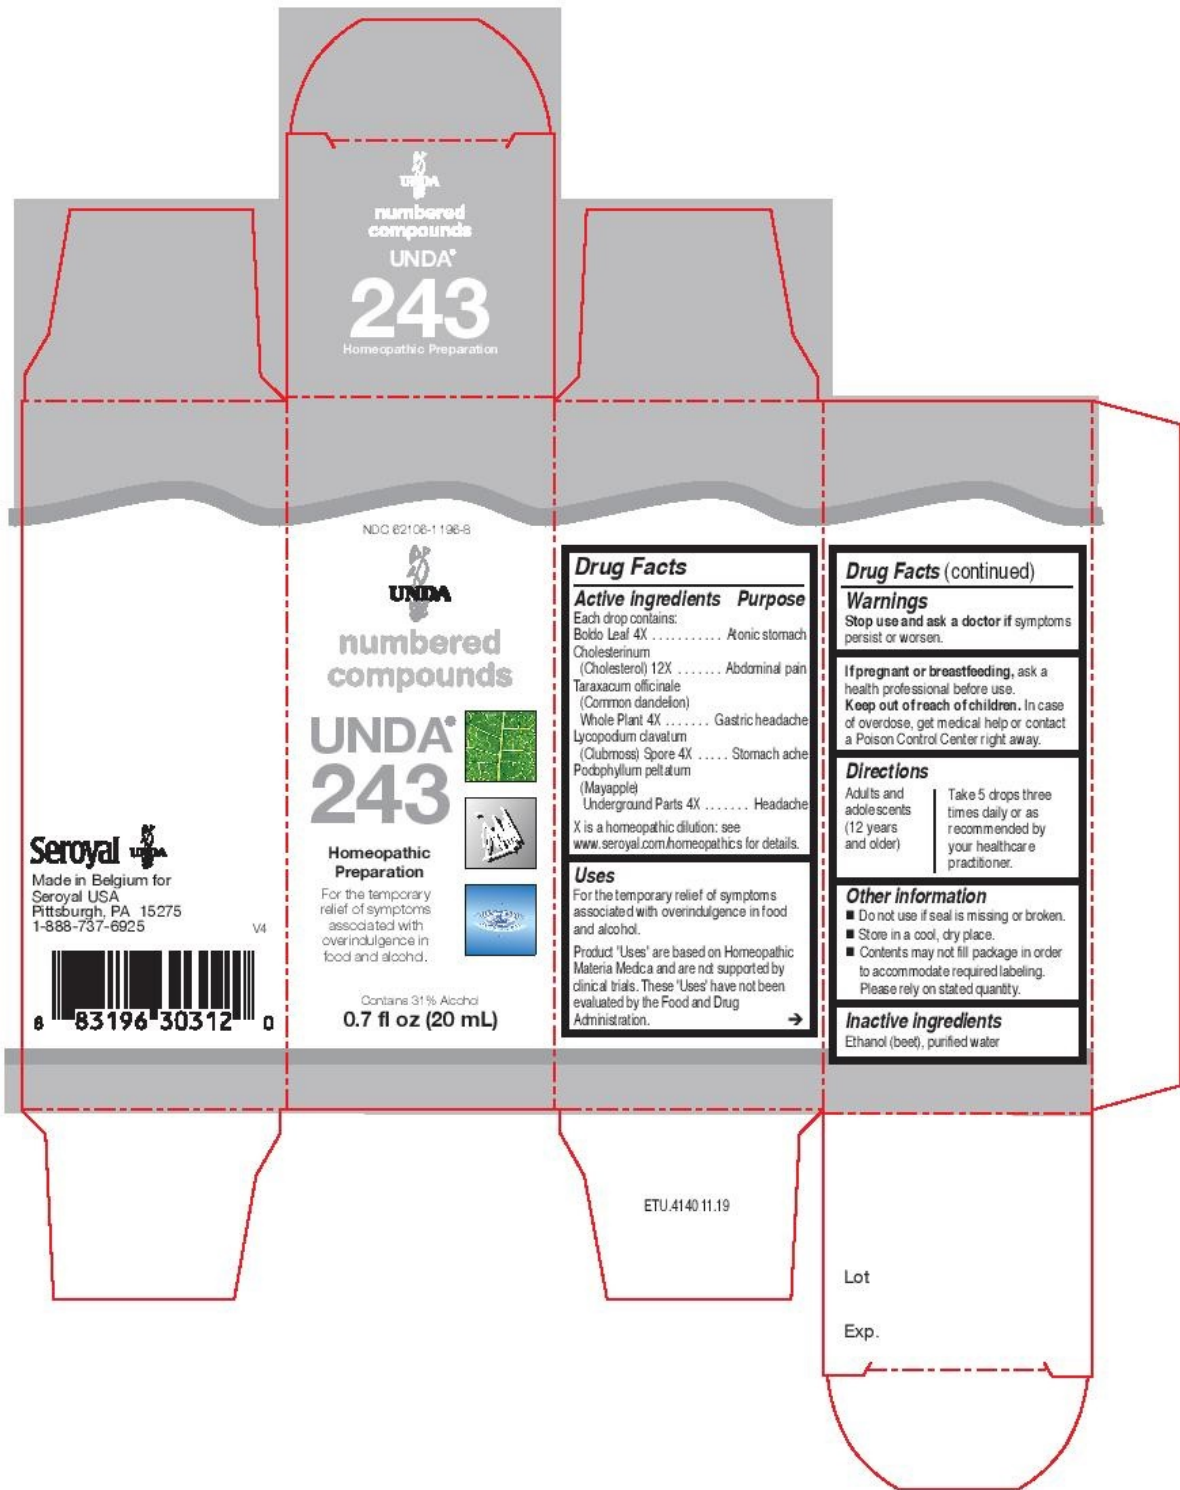 UNDA
numbered
compounds
UNDA®
243
Homeopathic Preparation
Seroyal UNDA
Made in Belgium for
Seroyal USA
Pittsburgh, PA 15275
1-888-737-6925
V4
8 83196 30312 0
NDC 62106-1196-8
UNDA
numbered
compounds
UNDA®
243
Homeopathic
Preparation
For the temporary
relief of symptoms
associated with
overindulgence in
food and alcohol.
Contains 31% Alcohol
0.7 fl oz (20 mL)
Drug Facts
Active ingredients Purpose
Each drop contains:
Boldo Leaf 4X . . . . . . . . . . . Atonic stomach
Cholesterinum
(Cholesterol) 12X . . . . . . . Abdominal pain
Taraxacum officinale
(Common dandelion)
Whole Plant 4X . . . . . . . Gastric headache
Lycopodium clavatum
(Clubmoss) Spore 4X . . . . . Stomach ache
Podophyllum peltatum
(Mayapple)
Underground Parts 4X . . . . . . . Headache
X is a homeopathic dilution: see
www.seroyal.com/homeopathics for details.
Uses
For the temporary relief of symptoms
associated with overindulgence in food
and alcohol.
Product 'Uses' are based on Homeopathic
Materia Medica and are not supported by
clinical trials. These 'Uses' have not been
evaluated by the Food and Drug
Administration. ➔
Drug Facts (continued)
Warnings
Stop use and ask a doctor if symptoms
persist or worsen.
If pregnant or breastfeeding, ask a
health professional before use.
Keep out of reach of children. In case
of overdose, get medical help or contact
a Poison Control Center right away.
Directions
Adults and
adolescents
(12 years
and older)
Take 5 drops three
times daily or as
recommended by
your healthcare
practitioner.
Other information
■ Do not use if seal is missing or broken.
■ Store in a cool, dry place.
■ Contents may not fill package in order
to accommodate required labeling.
Please rely on stated quantity.
Inactive ingredients
Ethanol (beet), purified water
ETU.4140 11.19
Lot
Exp.